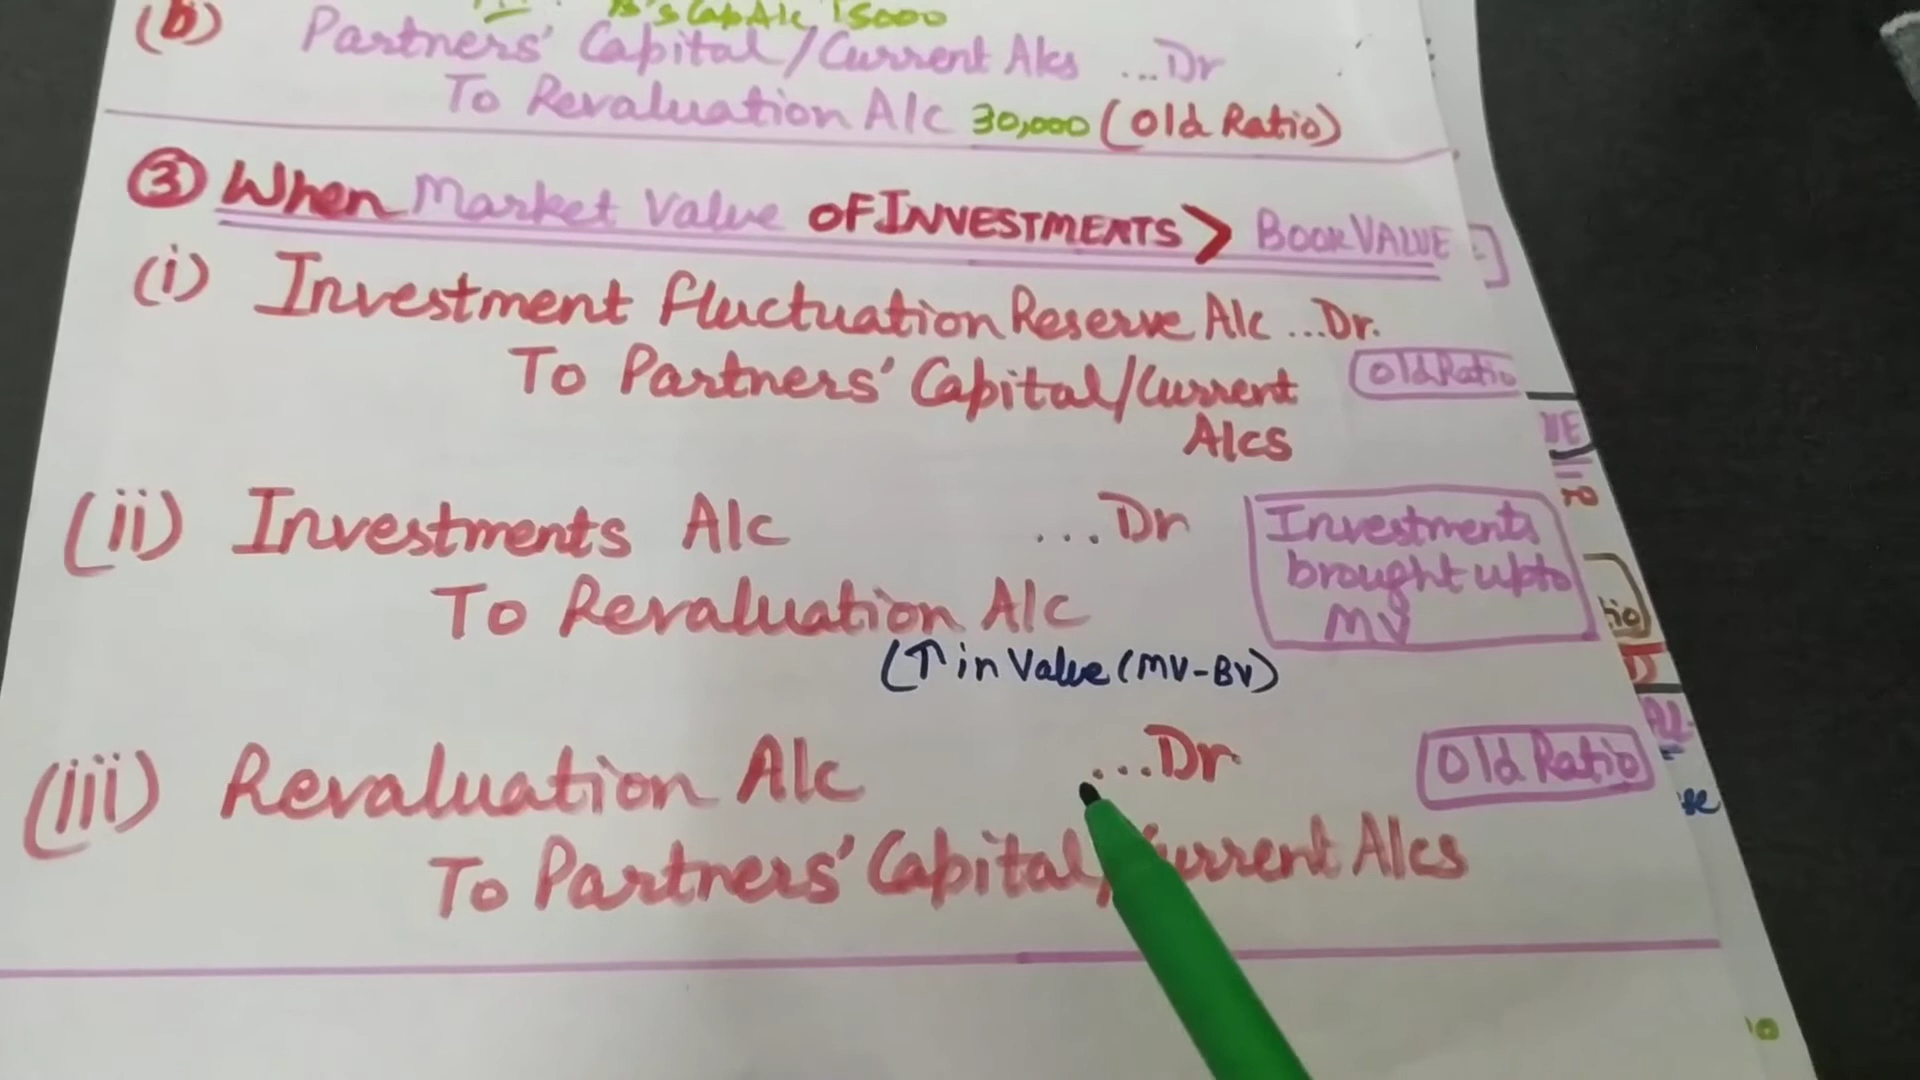 B's Cap A/c 15000
(b) Partners' Capital/Current A/cs ...Dr
To Revaluation A/c 30,000 (Old Ratio)
③ When Market Value OF INVESTMENTS > BOOK VALUE :-]
(i) Investment Fluctuation Reserve A/c ...Dr.
To Partners' Capital/Current Old Ratio
A/cs
(ii) Investments A/c ...Dr
To Revaluation A/c
(↑ in Value (MV-BV)
Investments
brought upto
MV
(iii) Revaluation A/c ...Dr Old Ratio
To Partners' Capital/Current A/cs